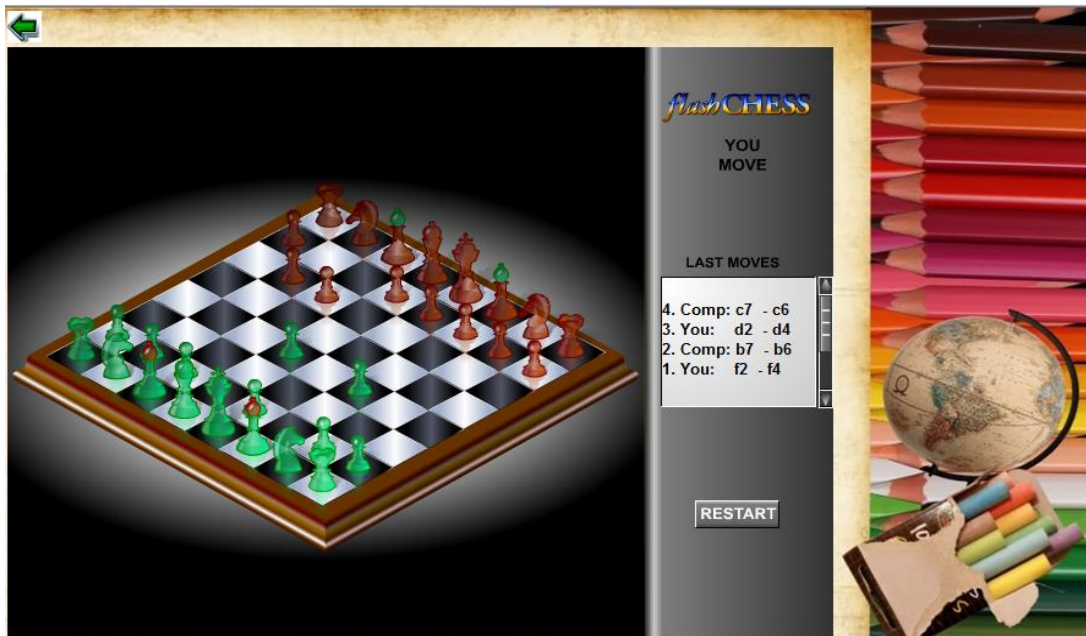 flashCHESS
YOU
MOVE
LAST MOVES
4. Comp: c7 - c6
3. You: d2 - d4
2. Comp: b7 - b6
1. You: f2 - f4
RESTART